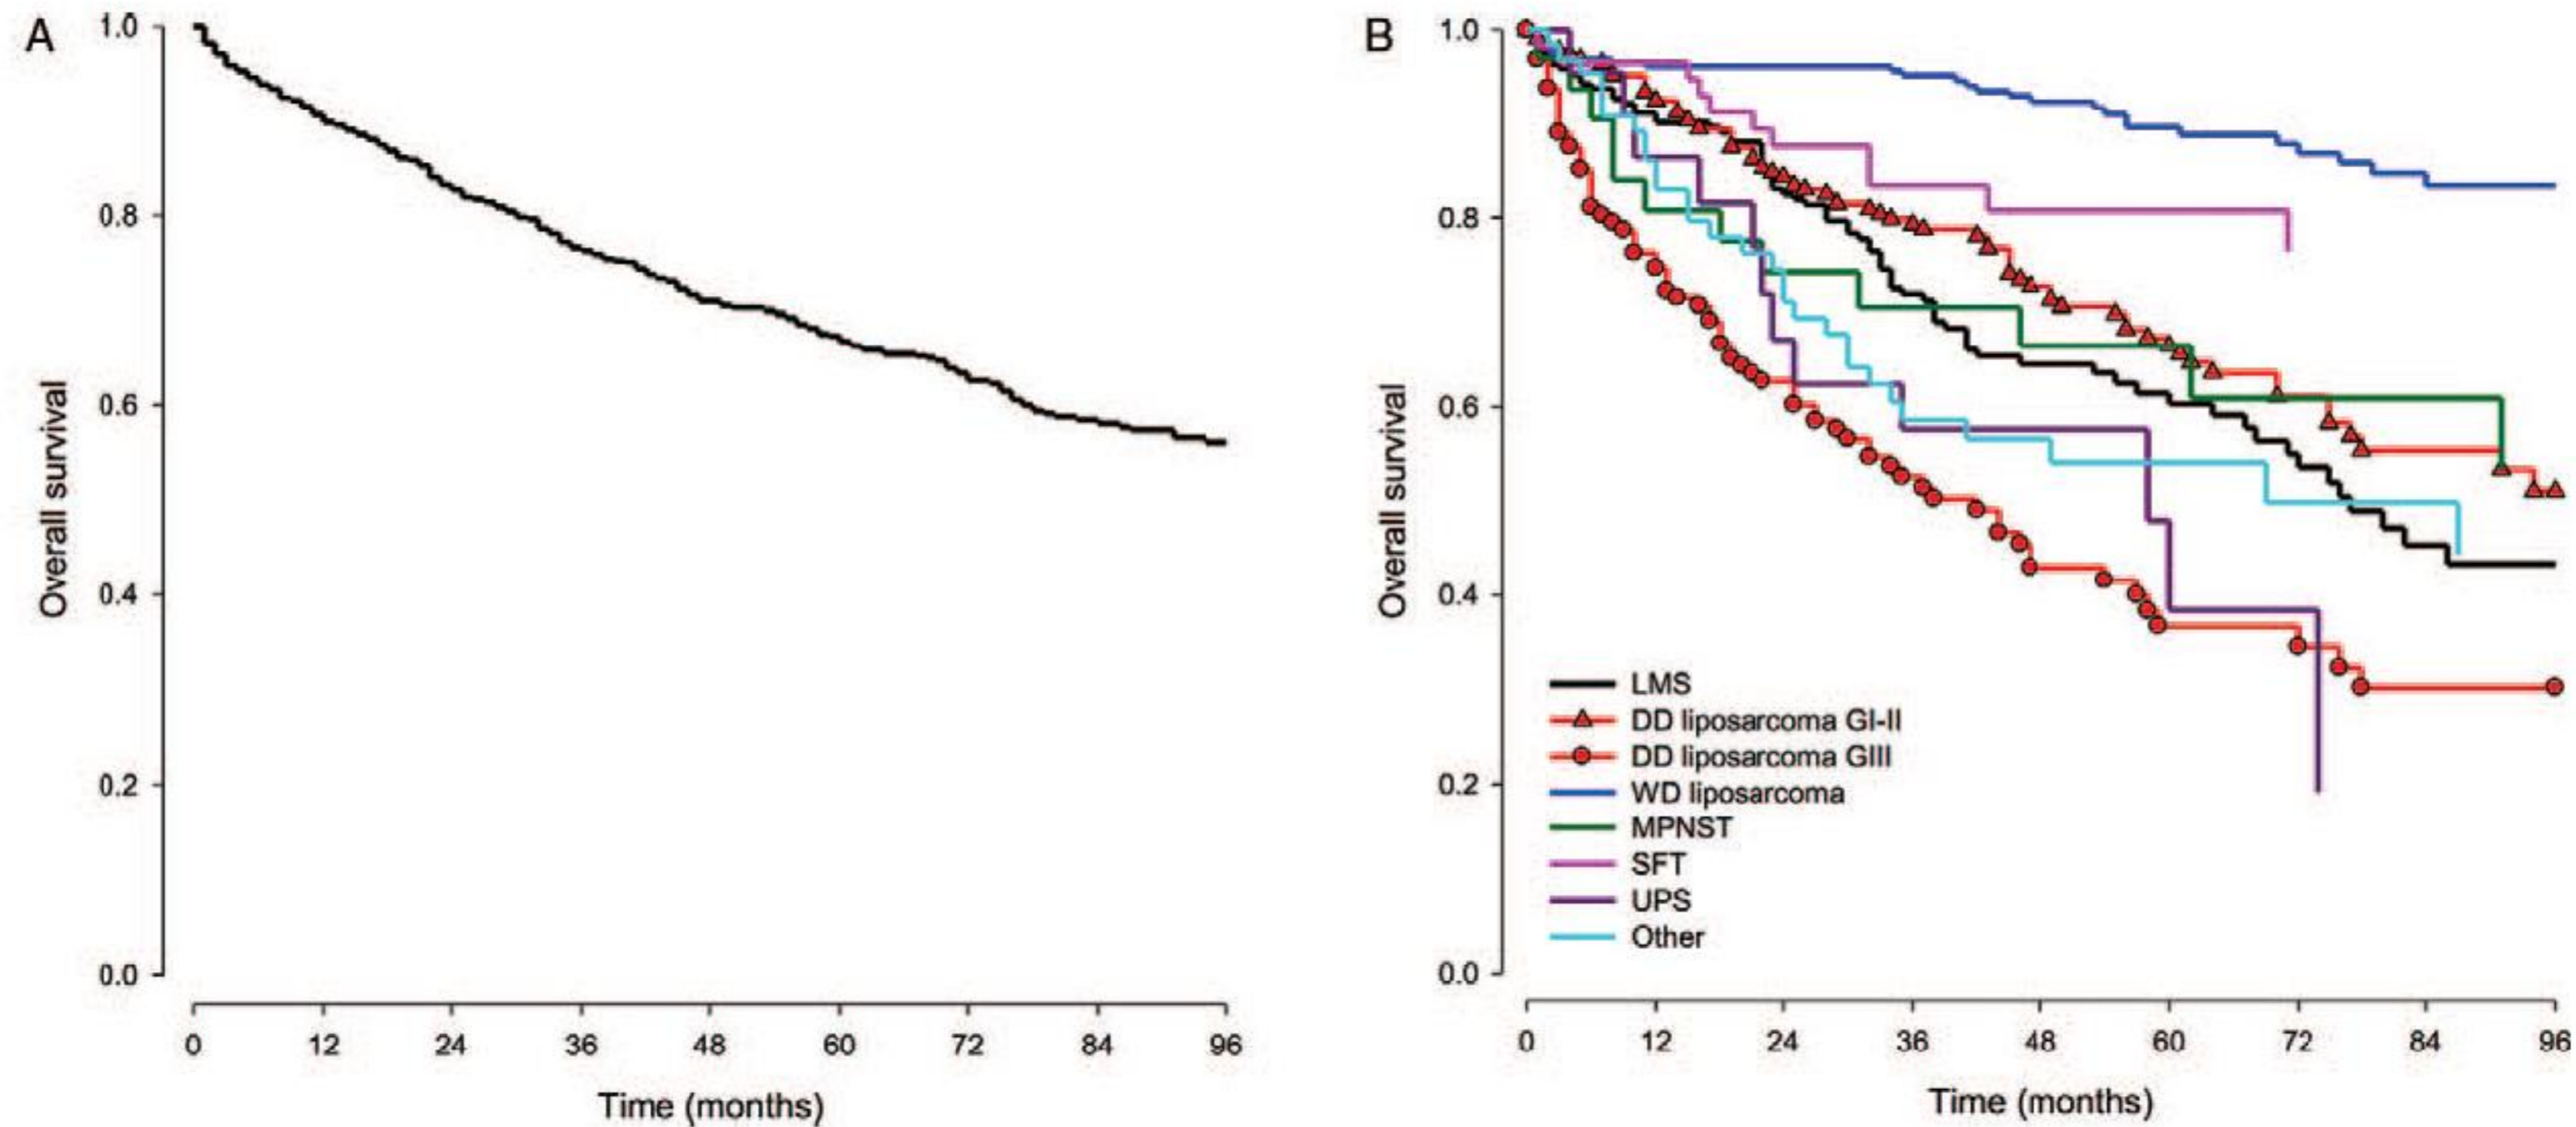 A
1.0
0.8
0.6
0.4
0.2
0.0
Overall survival
0 12 24 36 48 60 72 84 96
Time (months)
B
1.0
0.8
0.6
0.4
0.2
0.0
Overall survival
LMS
DD liposarcoma GI-II
DD liposarcoma GIII
WD liposarcoma
MPNST
SFT
UPS
Other
0 12 24 36 48 60 72 84 96
Time (months)